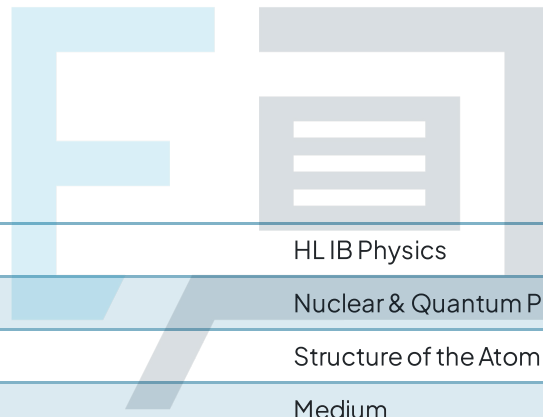 HL IB Physics
Nuclear & Quantum P
Structure of the Atom
Medium